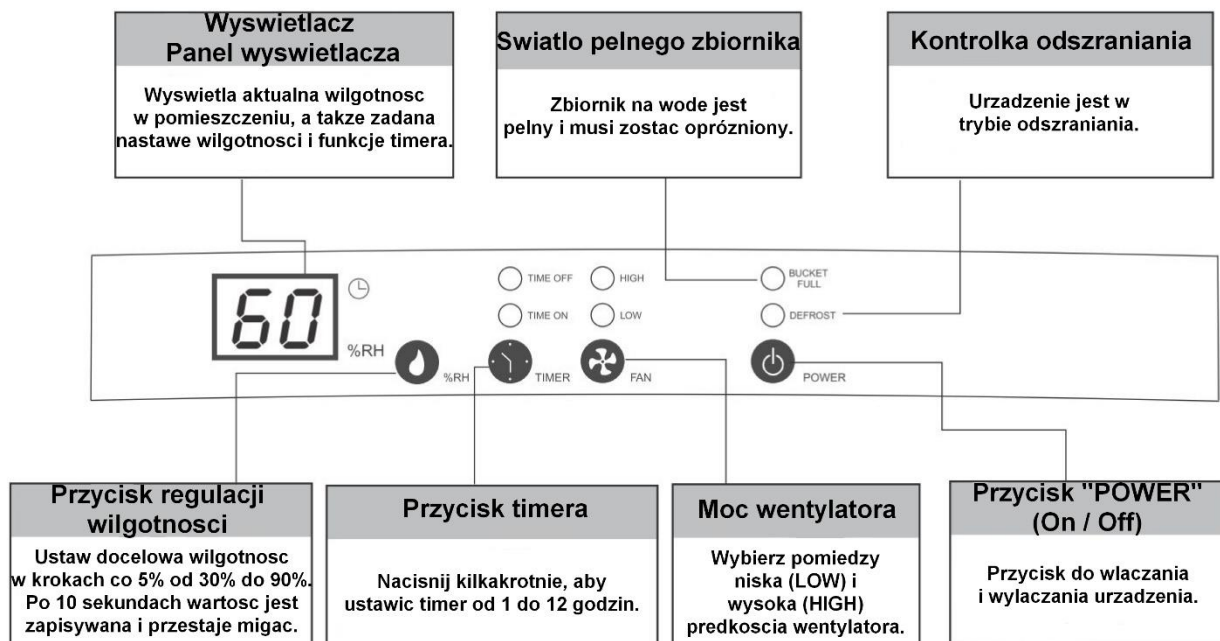 Wyswietlacz
Panel wyswietlacza
Wyswietla aktualna wilgotnosc
w pomieszczeniu, a takze zadana
nastawe wilgotnosci i funkcje timera.
Swiatlo pelnego zbiornika
Zbiornik na wode jest
pelny i musi zostac oprózniony.
Kontrolka odszraniania
Urzadzenie jest w
trybie odszraniania.
60
%RH
%RH
TIME OFF
TIME ON
TIMER
HIGH
LOW
FAN
BUCKET
FULL
DEFROST
POWER
Przycisk regulacji
wilgotnosci
Ustaw docelowa wilgotnosc
w krokach co 5% od 30% do 90%.
Po 10 sekundach wartosc jest
zapisywana i przestaje migac.
Przycisk timera
Nacisnij kilkakrotnie, aby
ustawic timer od 1 do 12 godzin.
Moc wentylatora
Wybierz pomiedzy
niska (LOW) i
wysoka (HIGH)
predkoscia wentylatora.
Przycisk "POWER"
(On / Off)
Przycisk do wlaczania
i wylaczania urzadzenia.